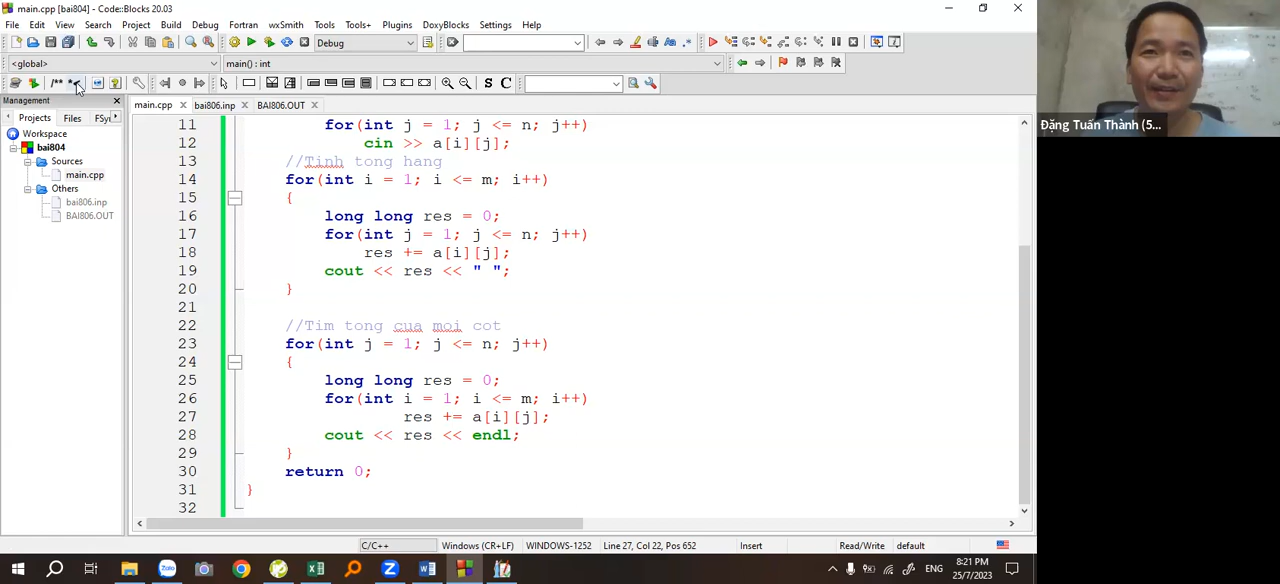 main.cpp [bai804] - Code::Blocks 20.03
File Edit View Search Project Build Debug Fortran wxSmith Tools Tools+ Plugins DoxyBlocks Settings Help
Debug
<global> main() : int
/** *<
S C
Management
Projects Files FSy
main.cpp bai806.inp BAI806.OUT
Workspace
bai804
Sources
main.cpp
Others
bai806.inp
BAI806.OUT
11 for(int j = 1; j <= n; j++)
12 cin >> a[i][j];
13 //Tinh tong hang
14 for(int i = 1; i <= m; i++)
15 {
16 long long res = 0;
17 for(int j = 1; j <= n; j++)
18 res += a[i][j];
19 cout << res << " ";
20 }
21
22 //Tim tong cua moi cot
23 for(int j = 1; j <= n; j++)
24 {
25 long long res = 0;
26 for(int i = 1; i <= m; i++)
27 res += a[i][j];
28 cout << res << endl;
29 }
30 return 0;
31 }
32
C/C++ Windows (CR+LF) WINDOWS-1252 Line 27, Col 22, Pos 652 Insert Read/Write default
Zalo Z W
ENG
8:21 PM
25/7/2023
Đặng Tuấn Thành (5...